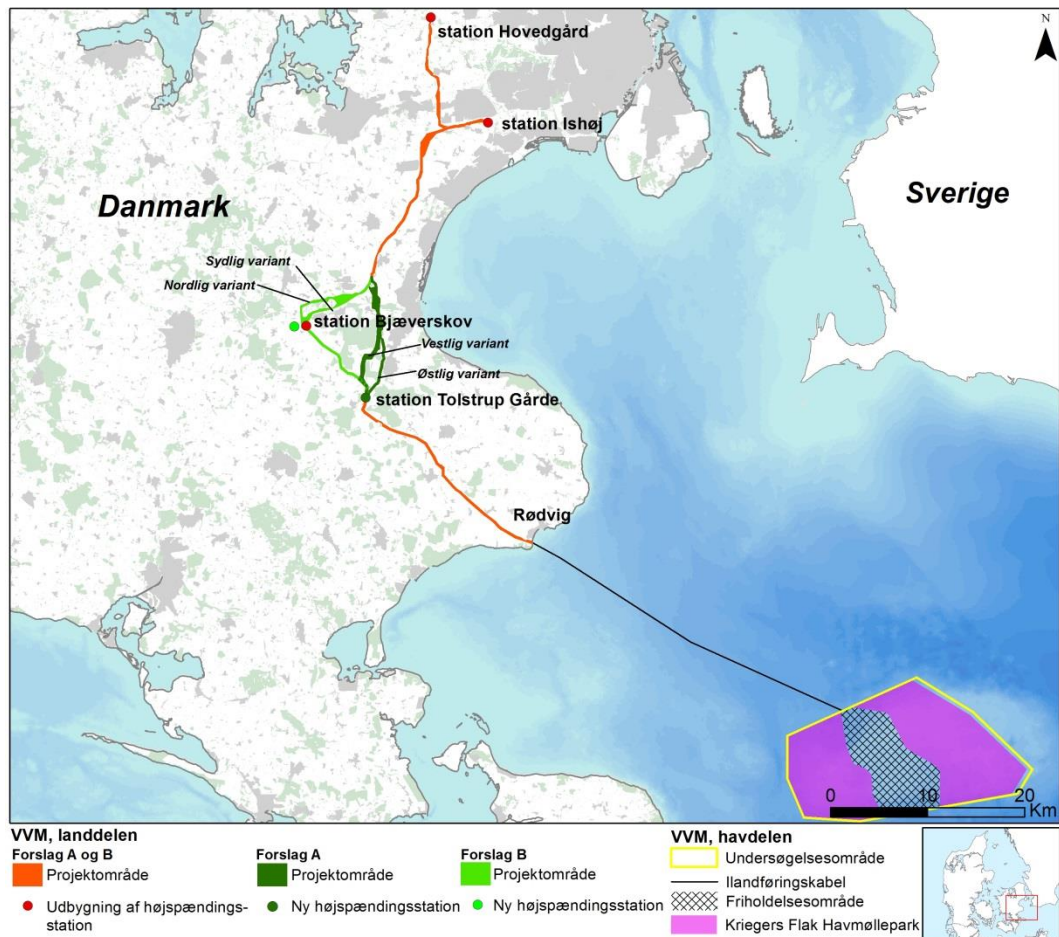 N
station Hovedgård
station Ishøj
Danmark
Sverige
Sydlig variant
Nordlig variant
station Bjæverskov
Vestlig variant
Østlig variant
station Tolstrup Gårde
Rødvig
0 10 20
Km
VVM, landdelen
Forslag A og B
Projektområde
Udbygning af højspændings-
station
Forslag A
Projektområde
Ny højspændingsstation
Forslag B
Projektområde
Ny højspændingsstation
VVM, havdelen
Undersøgelsesområde
Ilandføringskabel
Friholdelsesområde
Kriegers Flak Havmøllepark